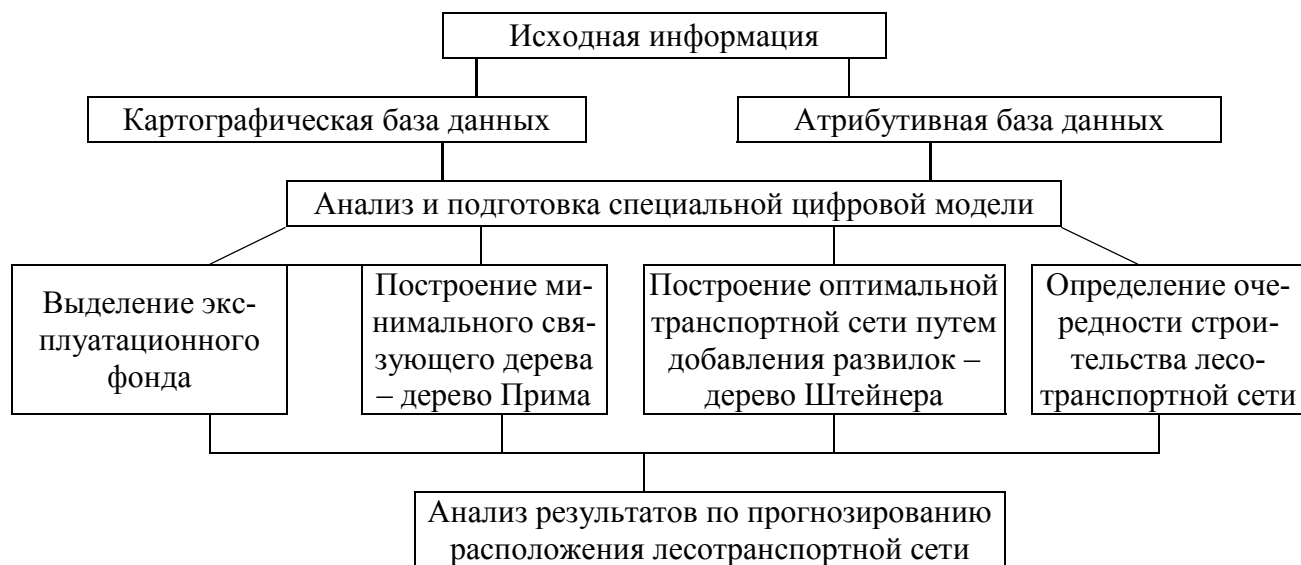 Исходная информация
Картографическая база данных
Атрибутивная база данных
Анализ и подготовка специальной цифровой модели
Выделение экс-
плуатационного
фонда
Построение ми-
нимального свя-
зующего дерева
– дерево Прима
Построение оптимальной
транспортной сети путем
добавления развилок –
дерево Штейнера
Определение оче-
редности строи-
тельства лесо-
транспортной сети
Анализ результатов по прогнозированию
расположения лесотранспортной сети